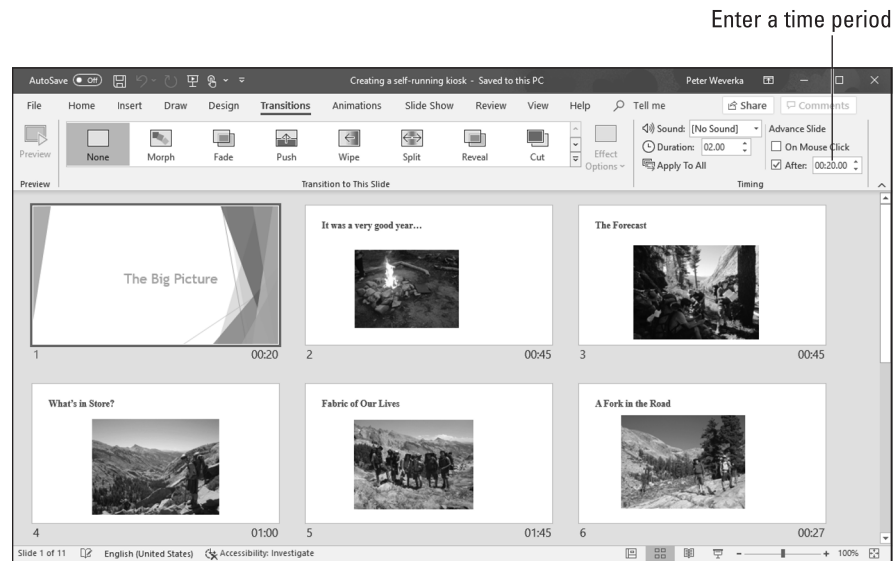 Enter a time period
AutoSave Off Creating a self-running kiosk - Saved to this PC Peter Weverka
File Home Insert Draw Design Transitions Animations Slide Show Review View Help Tell me Share Comments
Preview None Morph Fade Push Wipe Split Reveal Cut Effect Options
Sound: [No Sound] Advance Slide
Duration: 02.00 On Mouse Click
Apply To All After: 00:20.00
Preview Transition to This Slide Timing
The Big Picture
1 00:20
It was a very good year...
2 00:45
The Forecast
3 00:45
What's in Store?
4 01:00
Fabric of Our Lives
5 01:45
A Fork in the Road
6 00:27
Slide 1 of 11 English (United States) Accessibility: Investigate 100%